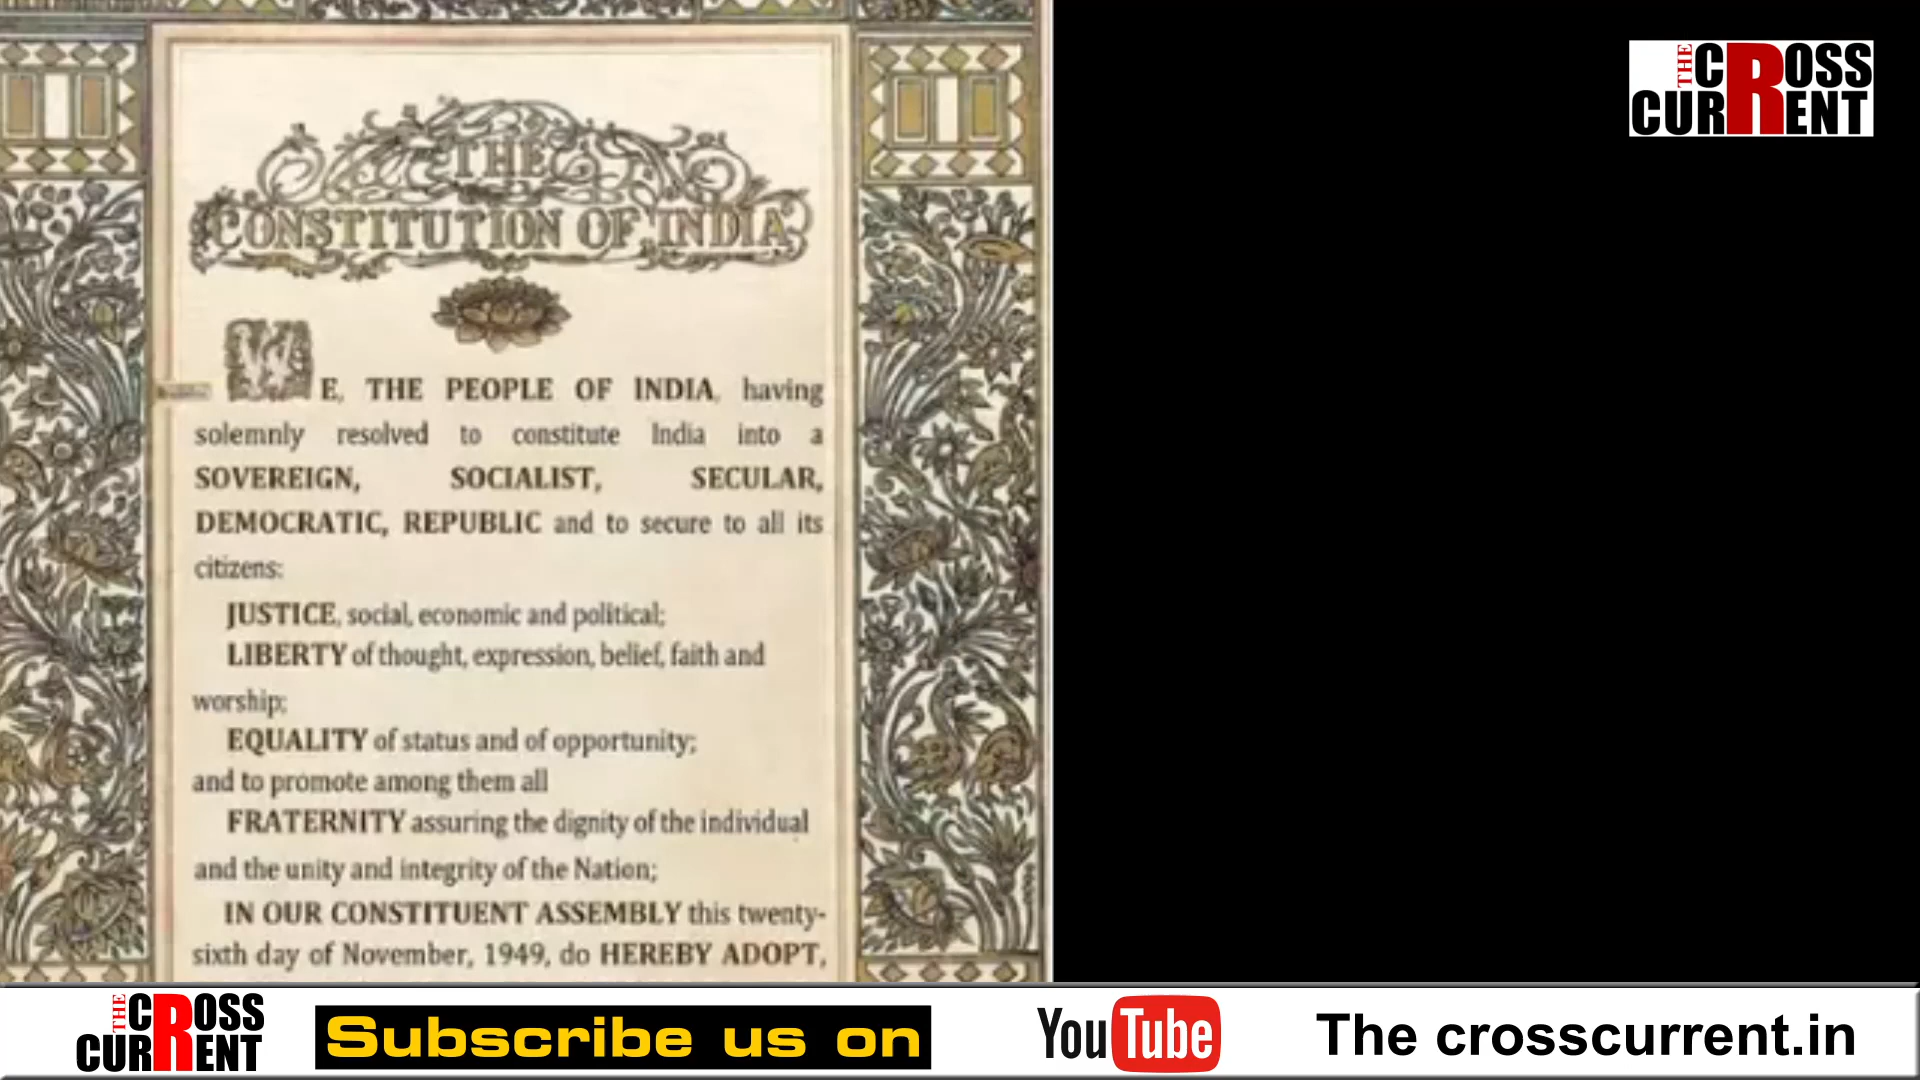 THE
CONSTITUTION OF INDIA
WE, THE PEOPLE OF INDIA, having
solemnly resolved to constitute India into a
SOVEREIGN, SOCIALIST, SECULAR,
DEMOCRATIC, REPUBLIC and to secure to all its
citizens:
JUSTICE, social, economic and political;
LIBERTY of thought, expression, belief, faith and
worship;
EQUALITY of status and of opportunity;
and to promote among them all
FRATERNITY assuring the dignity of the individual
and the unity and integrity of the Nation;
IN OUR CONSTITUENT ASSEMBLY this twenty-
sixth day of November, 1949, do HEREBY ADOPT,
THE CROSS
CURRENT
THE CROSS
CURRENT
Subscribe us on
YouTube
The crosscurrent.in